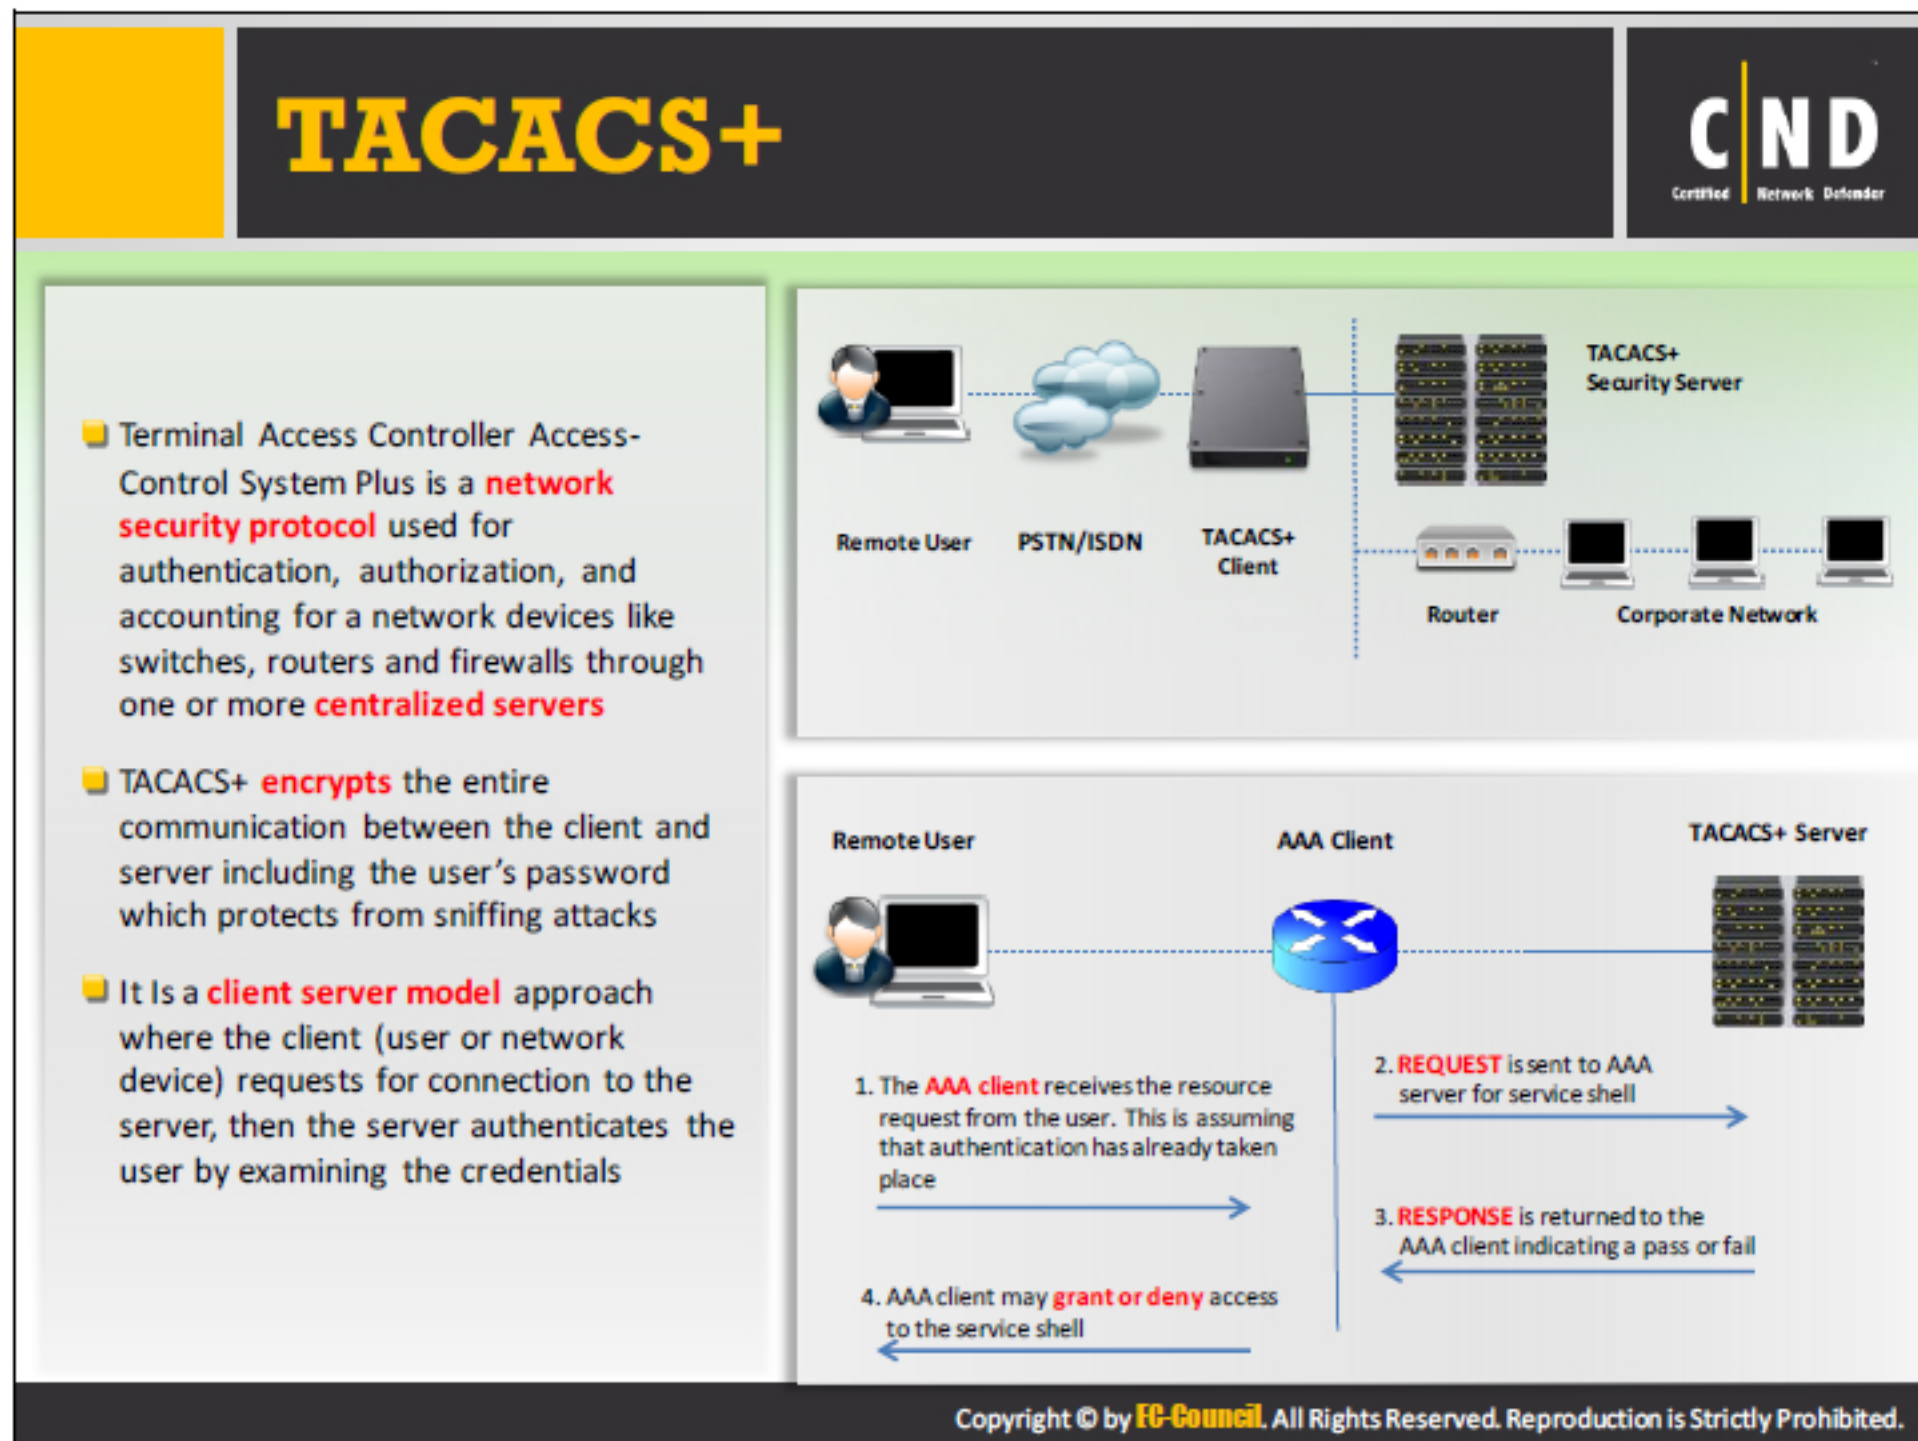 TACACS+
C ND
Certified Network Defender
Terminal Access Controller Access-
Control System Plus is a network
security protocol used for
authentication, authorization, and
accounting for a network devices like
switches, routers and firewalls through
one or more centralized servers
TACACS+ encrypts the entire
communication between the client and
server including the user's password
which protects from sniffing attacks
It Is a client server model approach
where the client (user or network
device) requests for connection to the
server, then the server authenticates the
user by examining the credentials
TACACS+
Security Server
Remote User
PSTN/ISDN
TACACS+
Client
Router
Corporate Network
Remote User
AAA Client
TACACS+ Server
1. The AAA client receives the resource
request from the user. This is assuming
that authentication has already taken
place
2. REQUEST is sent to AAA
server for service shell
3. RESPONSE is returned to the
AAA client indicating a pass or fail
4. AAA client may grant or deny access
to the service shell
Copyright © by EC-Council. All Rights Reserved. Reproduction is Strictly Prohibited.